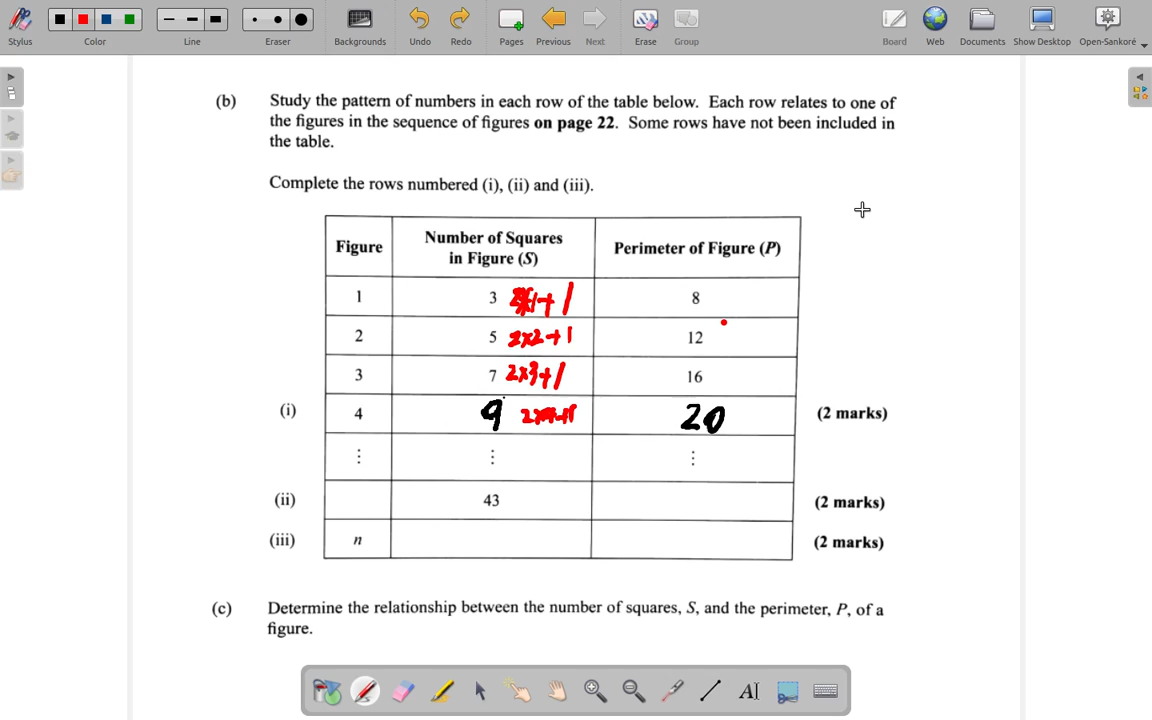 Stylus
Color
Line
Eraser
Backgrounds
Undo
Redo
Pages
Previous
Next
Erase
Group
Board
Web
Documents
Show Desktop
Open-Sankoré
(b) Study the pattern of numbers in each row of the table below. Each row relates to one of
the figures in the sequence of figures on page 22. Some rows have not been included in
the table.
Complete the rows numbered (i), (ii) and (iii).
Figure Number of Squares in Figure (S) Perimeter of Figure (P)
1 3 2x1+1 8
2 5 2x2+1 12
3 7 2x3+1 16
(i) 4 9 2x4+1 20 (2 marks)
⋮ ⋮ ⋮
(ii) 43 (2 marks)
(iii) n (2 marks)
(c) Determine the relationship between the number of squares, S, and the perimeter, P, of a
figure.
AI